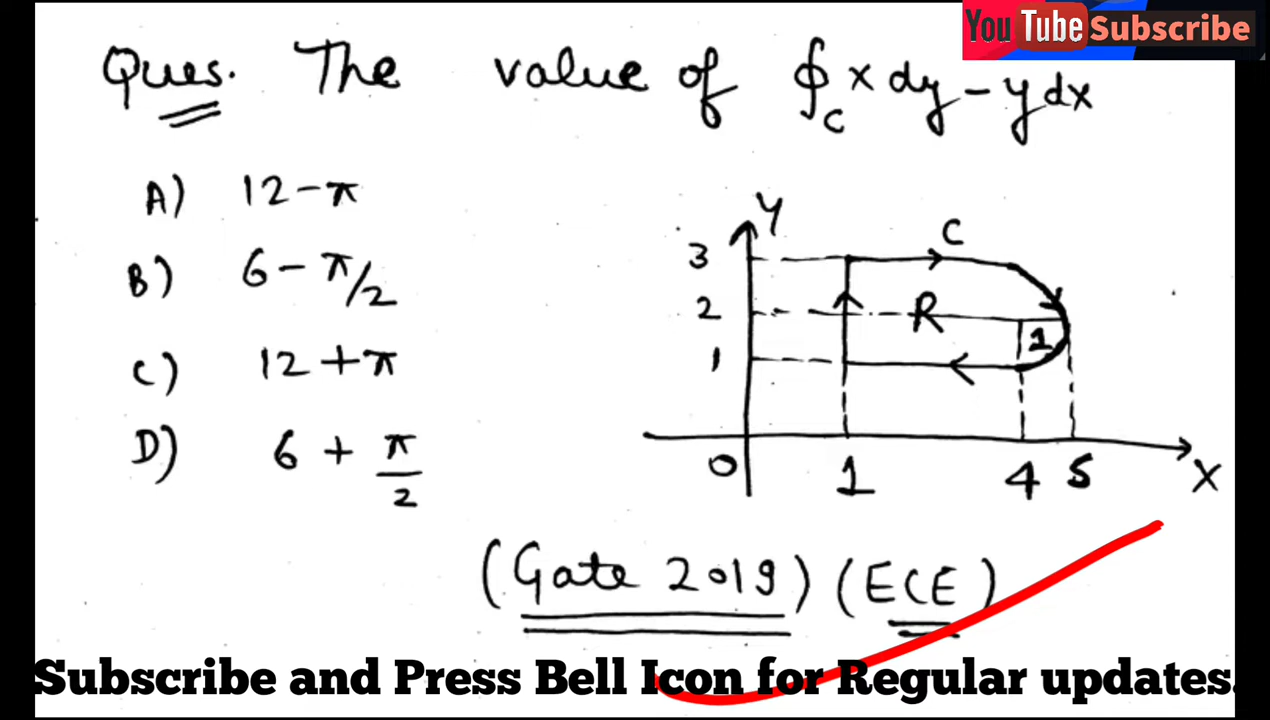 YouTube Subscribe
Ques. The value of ∮c x dy - y dx
A) 12 - π
B) 6 - π/2
C) 12 + π
D) 6 + π/2
Y
3
C
2
R
1
1
0
1
4
5
X
(Gate 2019) (ECE)
Subscribe and Press Bell Icon for Regular updates.